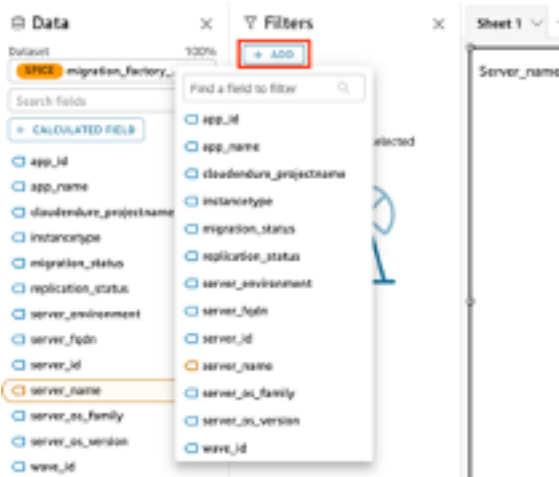 Data
Dataset
100%
SPICE migration_factory_
Search fields
+ CALCULATED FIELD
app_id
app_name
cloudendure_projectname
instancetype
migration_status
replication_status
server_environment
server_fqdn
server_id
server_name
server_os_family
server_os_version
wave_id
Filters
+ ADD
Find a field to filter
app_id
app_name
cloudendure_projectname
instancetype
migration_status
replication_status
server_environment
server_fqdn
server_id
server_name
server_os_family
server_os_version
wave_id
elected
Sheet 1
Server_name